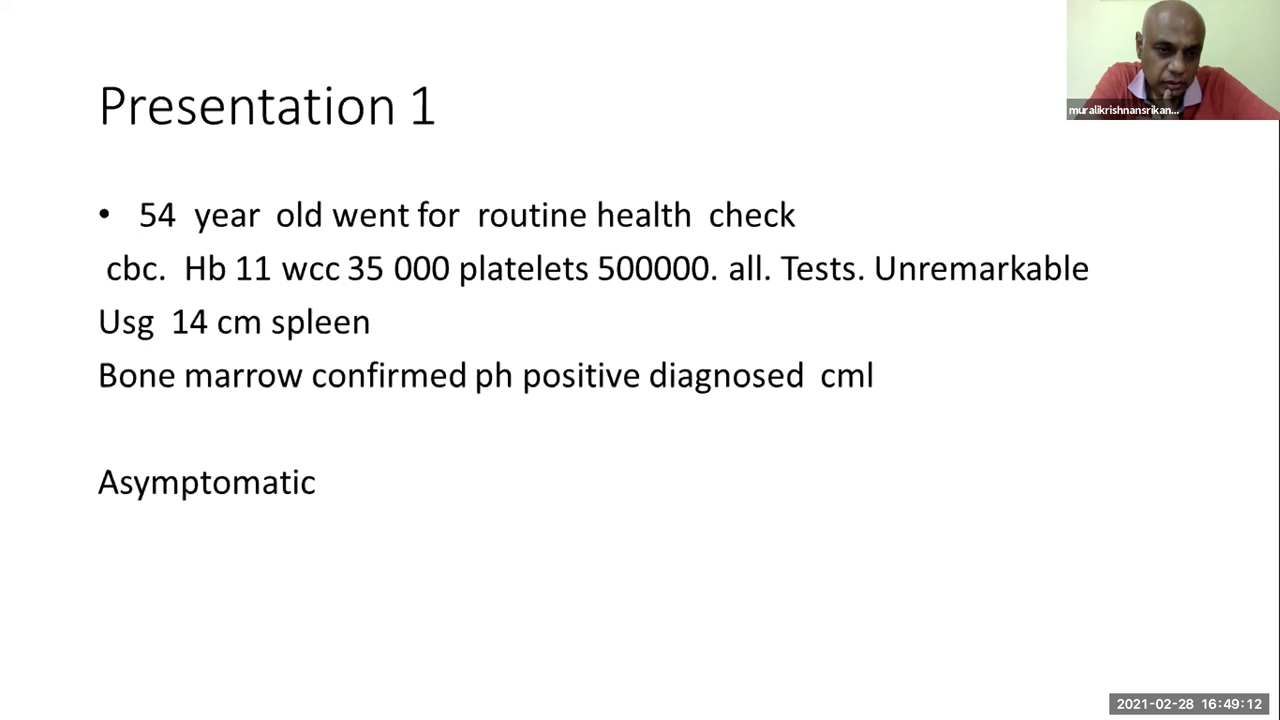 Presentation 1
muralikrishnansrikan...
• 54 year old went for routine health check
cbc. Hb 11 wcc 35 000 platelets 500000. all. Tests. Unremarkable
Usg 14 cm spleen
Bone marrow confirmed ph positive diagnosed cml
Asymptomatic
2021-02-28 16:49:12